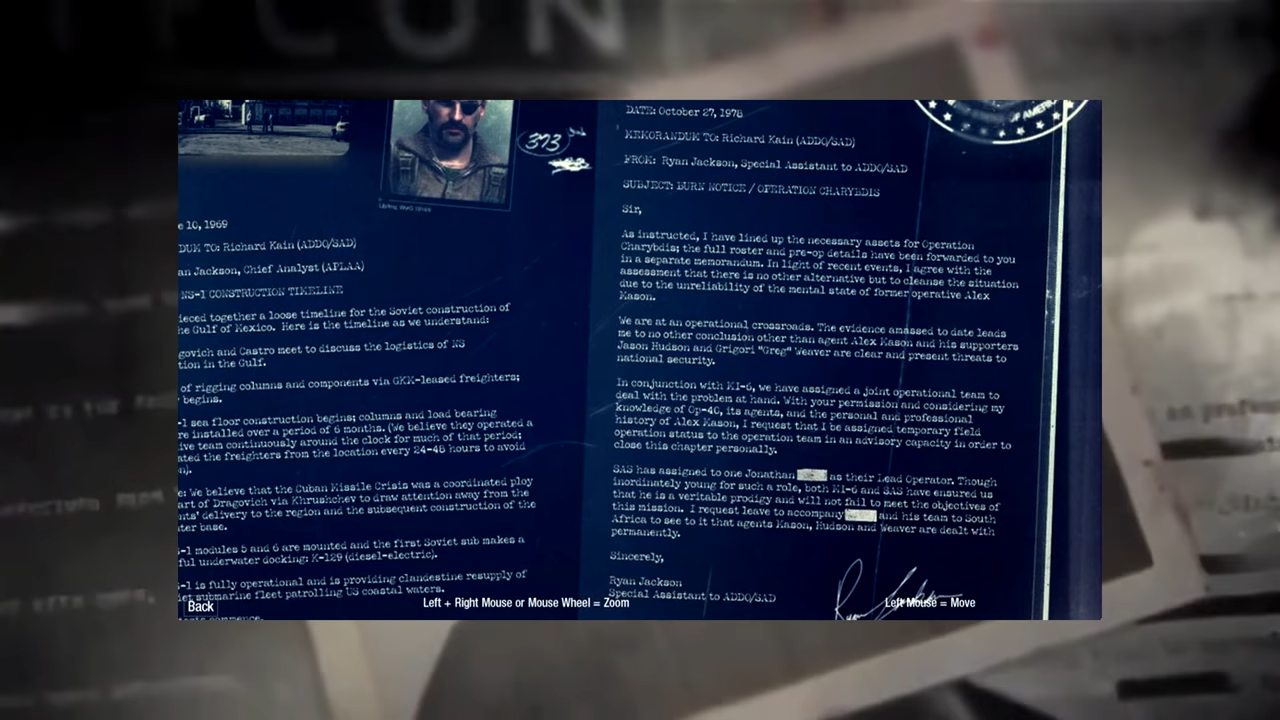 TCON
OF AMERICA
373
e 10, 1969
DUM TO: Richard Kain (ADDO/SAD)
an Jackson, Chief Analyst (APLAA)
NS-1 CONSTRUCTION TIMELINE
ieced together a loose timeline for the Soviet construction of
he Gulf of Mexico. Here is the timeline as we understand:
govich and Castro meet to discuss the logistics of NS
tion in the Gulf.
of rigging columns and components via GKK-leased freighters;
begins.
-1 sea floor construction begins; columns and load bearing
re installed over a period of 6 months. (We believe they operated a
ive team continuously around the clock for much of that period;
ated the freighters from the location every 24-48 hours to avoid
n).
e: We believe that the Cuban Missile Crisis was a coordinated ploy
art of Dragovich via Khrushchev to draw attention away from the
nts' delivery to the region and the subsequent construction of the
ter base.
-1 modules 5 and 6 are mounted and the first Soviet sub makes a
ful underwater docking: K-129 (diesel-electric).
-1 is fully operational and is providing clandestine resupply of
iet submarine fleet patrolling US coastal waters.
DATE: October 27, 1978
MEMORANDUM TO: Richard Kain (ADDO/SAD)
FROM: Ryan Jackson, Special Assistant to ADDO/SAD
SUBJECT: BURN NOTICE / OPERATION CHARYBDIS
Sir,
As instructed, I have lined up the necessary assets for Operation
Charybdis; the full roster and pre-op details have been forwarded to you
in a separate memorandum. In light of recent events, I agree with the
assessment that there is no other alternative but to cleanse the situation
due to the unreliability of the mental state of former operative Alex
Mason.
We are at an operational crossroads. The evidence amassed to date leads
me to no other conclusion other than agent Alex Mason and his supporters
Jason Hudson and Grigori "Greg" Weaver are clear and present threats to
national security.
In conjunction with MI-6, we have assigned a joint operational team to
deal with the problem at hand. With your permission and considering my
knowledge of Op-40, its agents, and the personal and professional
history of Alex Mason, I request that I be assigned temporary field
operation status to the operation team in an advisory capacity in order to
close this chapter personally.
SAS has assigned to one Jonathan as their Lead Operator. Though
inordinately young for such a role, both MI-6 and SAS have ensured us
that he is a veritable prodigy and will not fail to meet the objectives of
this mission. I request leave to accompany and his team to South
Africa to see to it that agents Mason, Hudson and Weaver are dealt with
permanently.
Sincerely,
Ryan Jackson
Special Assistant to ADDO/SAD
Ryan Jackson
Back
Left + Right Mouse or Mouse Wheel = Zoom
Left Mouse = Move